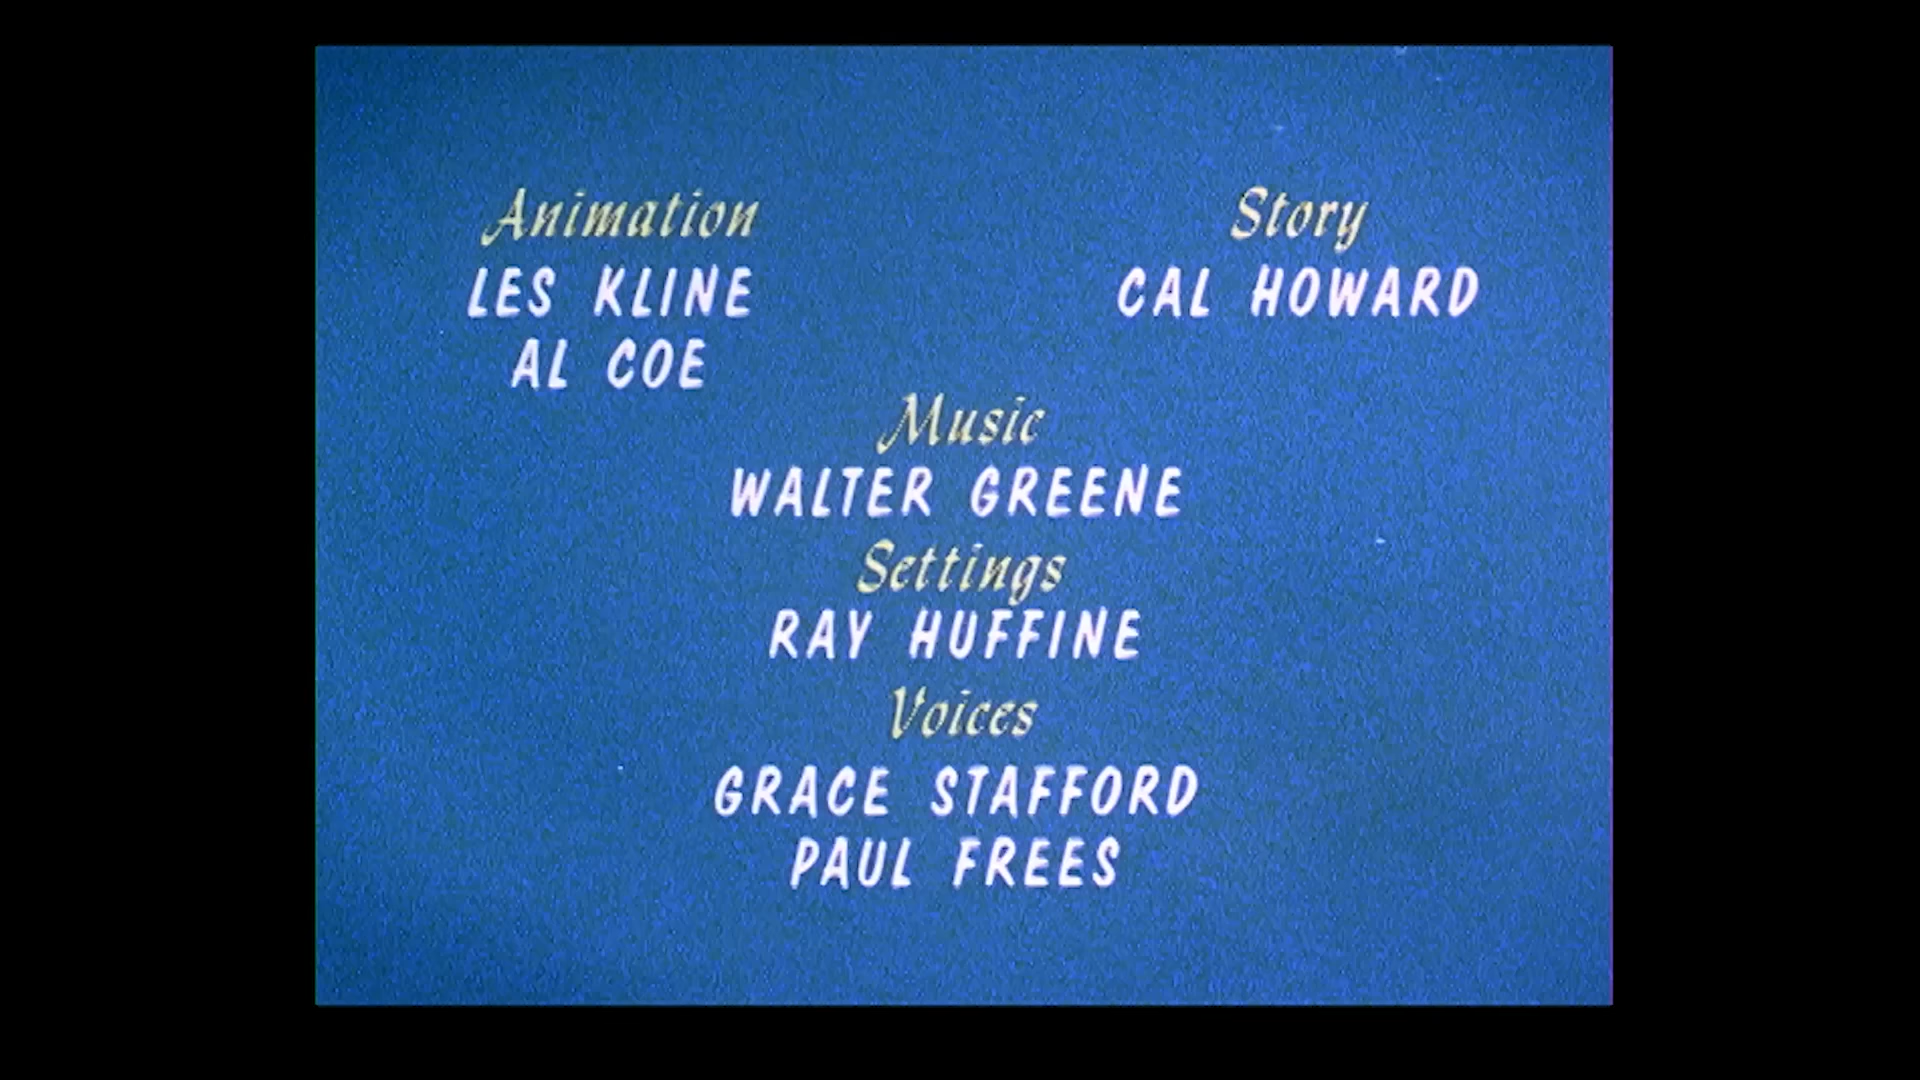 Animation
LES KLINE
AL COE
Story
CAL HOWARD
Music
WALTER GREENE
Settings
RAY HUFFINE
Voices
GRACE STAFFORD
PAUL FREES